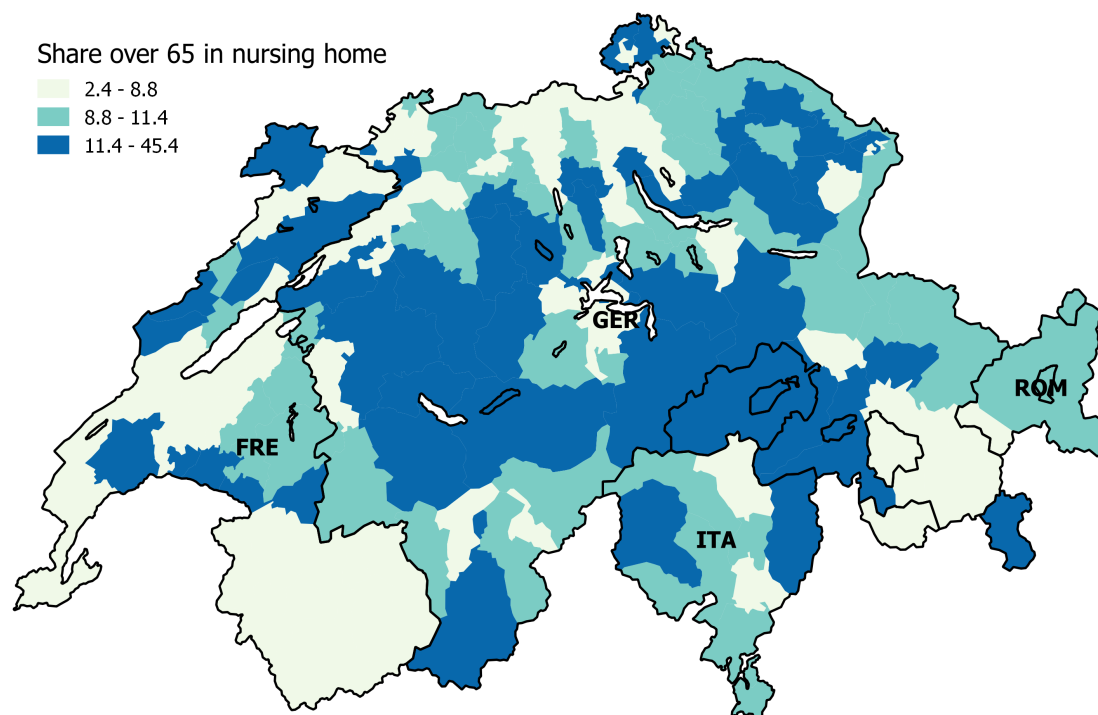 Share over 65 in nursing home
2.4 - 8.8
8.8 - 11.4
11.4 - 45.4
GER
ROM
FRE
ITA